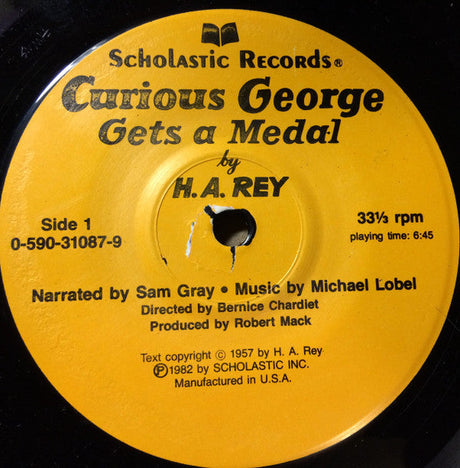 Scholastic Records®
Curious George
Gets a Medal
by
H.A. REY
Side 1
0-590-31087-9
33⅓ rpm
playing time: 6:45
Narrated by Sam Gray • Music by Michael Lobel
Directed by Bernice Chardiet
Produced by Robert Mack
Text copyright © 1957 by H. A. Rey
℗1982 by SCHOLASTIC INC.
Manufactured in U.S.A.